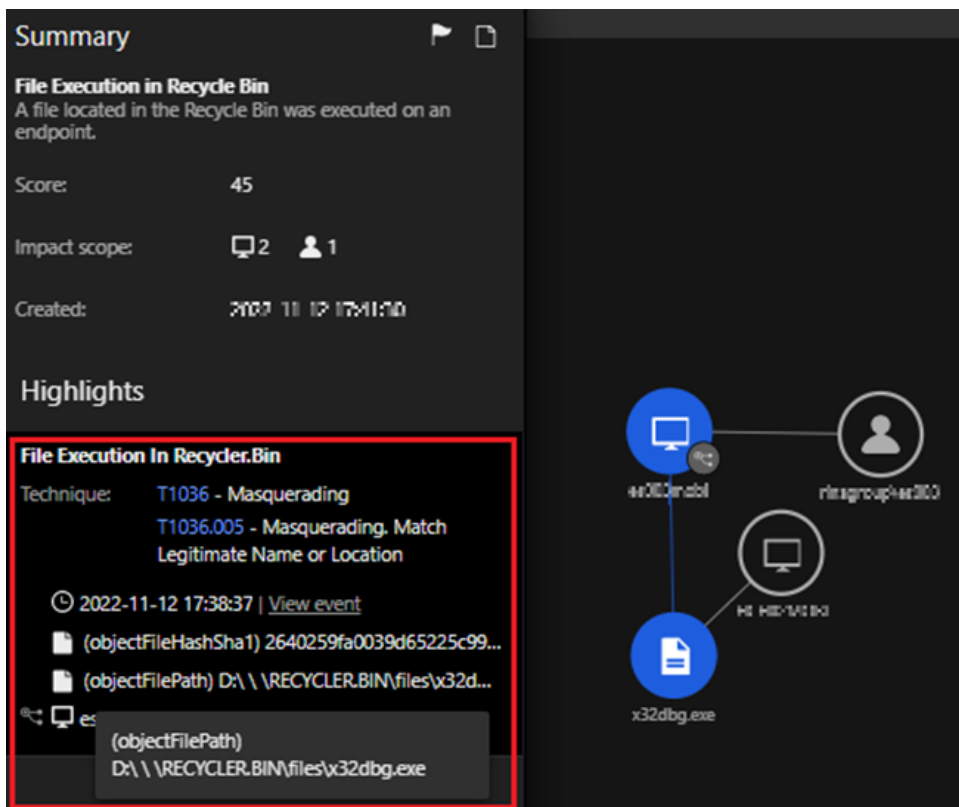 Summary
File Execution in Recycle Bin
A file located in the Recycle Bin was executed on an
endpoint.
Score: 45
Impact scope: 2 1
Created:
Highlights
File Execution In Recycler.Bin
Technique: T1036 - Masquerading
T1036.005 - Masquerading. Match
Legitimate Name or Location
2022-11-12 17:38:37 | View event
(objectFileHashSha1) 2640259fa0039d65225c99...
(objectFilePath) D:\ \ \RECYCLER.BIN\files\x32d...
es
(objectFilePath)
D:\ \ \RECYCLER.BIN\files\x32dbg.exe
x32dbg.exe